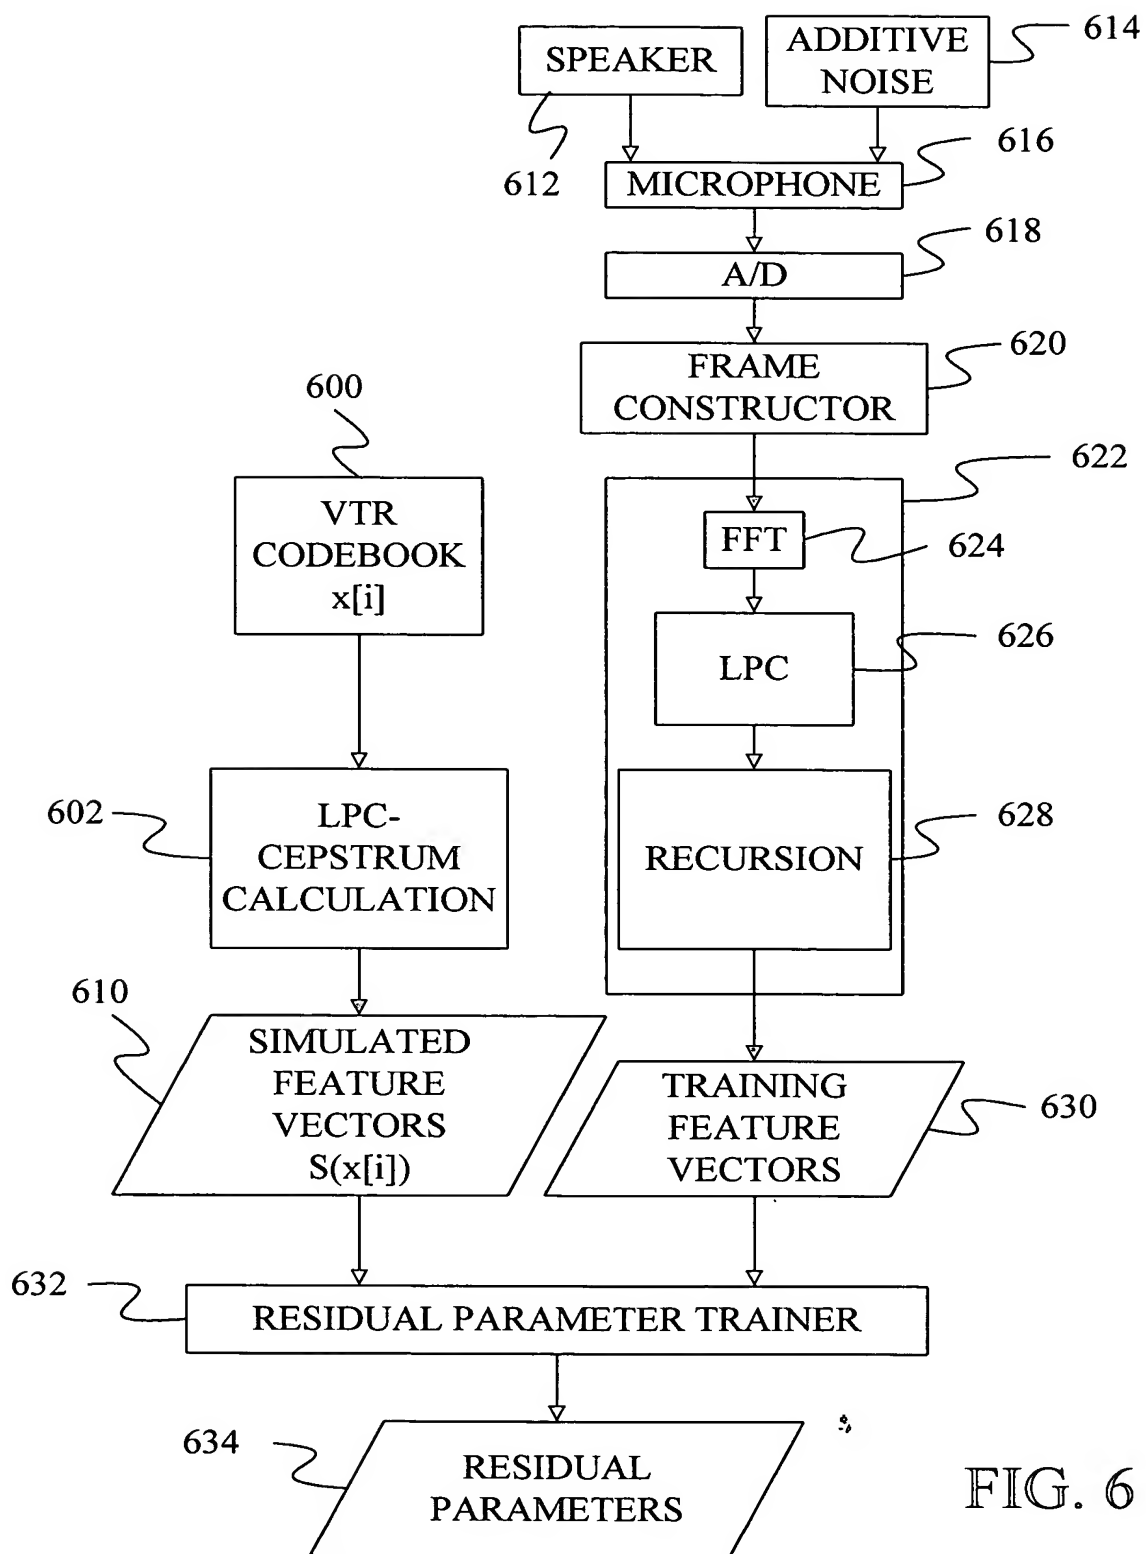 SPEAKER
ADDITIVE
NOISE
614
612
616
MICROPHONE
618
A/D
620
FRAME
CONSTRUCTOR
600
622
VTR
CODEBOOK
x[i]
FFT
624
626
LPC
602
LPC-
CEPSTRUM
CALCULATION
628
RECURSION
610
SIMULATED
FEATURE
VECTORS
S(x[i])
TRAINING
FEATURE
VECTORS
630
632
RESIDUAL PARAMETER TRAINER
634
RESIDUAL
PARAMETERS
FIG. 6